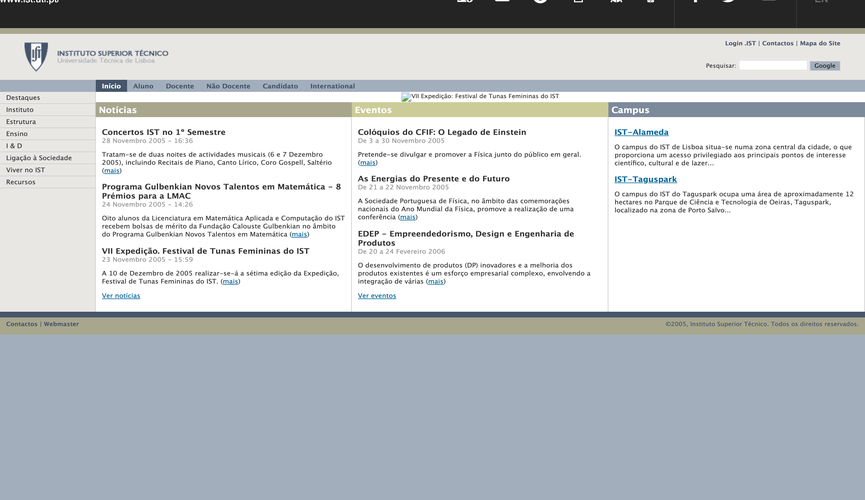 www.ist.utl.pt
EN
Login .IST | Contactos | Mapa do Site
INSTITUTO SUPERIOR TÉCNICO
Universidade Técnica de Lisboa
Pesquisar: Google
Início Aluno Docente Não Docente Candidato International
Destaques
Instituto
Estrutura
Ensino
I & D
Ligação à Sociedade
Viver no IST
Recursos
VII Expedição: Festival de Tunas Femininas do IST
Notícias
Concertos IST no 1º Semestre
28 Novembro 2005 - 16:36
Tratam-se de duas noites de actividades musicais (6 e 7 Dezembro
2005), incluindo Recitais de Piano, Canto Lírico, Coro Gospell, Saltério
(mais)
Programa Gulbenkian Novos Talentos em Matemática - 8
Prémios para a LMAC
24 Novembro 2005 - 14:26
Oito alunos da Licenciatura em Matemática Aplicada e Computação do IST
recebem bolsas de mérito da Fundação Calouste Gulbenkian no âmbito
do Programa Gulbenkian Novos Talentos em Matemática (mais)
VII Expedição. Festival de Tunas Femininas do IST
23 Novembro 2005 - 15:59
A 10 de Dezembro de 2005 realizar-se-á a sétima edição da Expedição,
Festival de Tunas Femininas do IST. (mais)
Ver notícias
Eventos
Colóquios do CFIF: O Legado de Einstein
De 3 a 30 Novembro 2005
Pretende-se divulgar e promover a Física junto do público em geral.
(mais)
As Energias do Presente e do Futuro
De 21 a 22 Novembro 2005
A Sociedade Portuguesa de Física, no âmbito das comemorações
nacionais do Ano Mundial da Física, promove a realização de uma
conferência (mais)
EDEP - Empreendedorismo, Design e Engenharia de
Produtos
De 20 a 24 Fevereiro 2006
O desenvolvimento de produtos (DP) inovadores e a melhoria dos
produtos existentes é um esforço empresarial complexo, envolvendo a
integração de várias (mais)
Ver eventos
Campus
IST-Alameda
O campus do IST de Lisboa situa-se numa zona central da cidade, o que
proporciona um acesso privilegiado aos principais pontos de interesse
científico, cultural e de lazer...
IST-Taguspark
O campus do IST do Taguspark ocupa uma área de aproximadamente 12
hectares no Parque de Ciência e Tecnologia de Oeiras, Taguspark,
localizado na zona de Porto Salvo...
Contactos | Webmaster
©2005, Instituto Superior Técnico. Todos os direitos reservados.